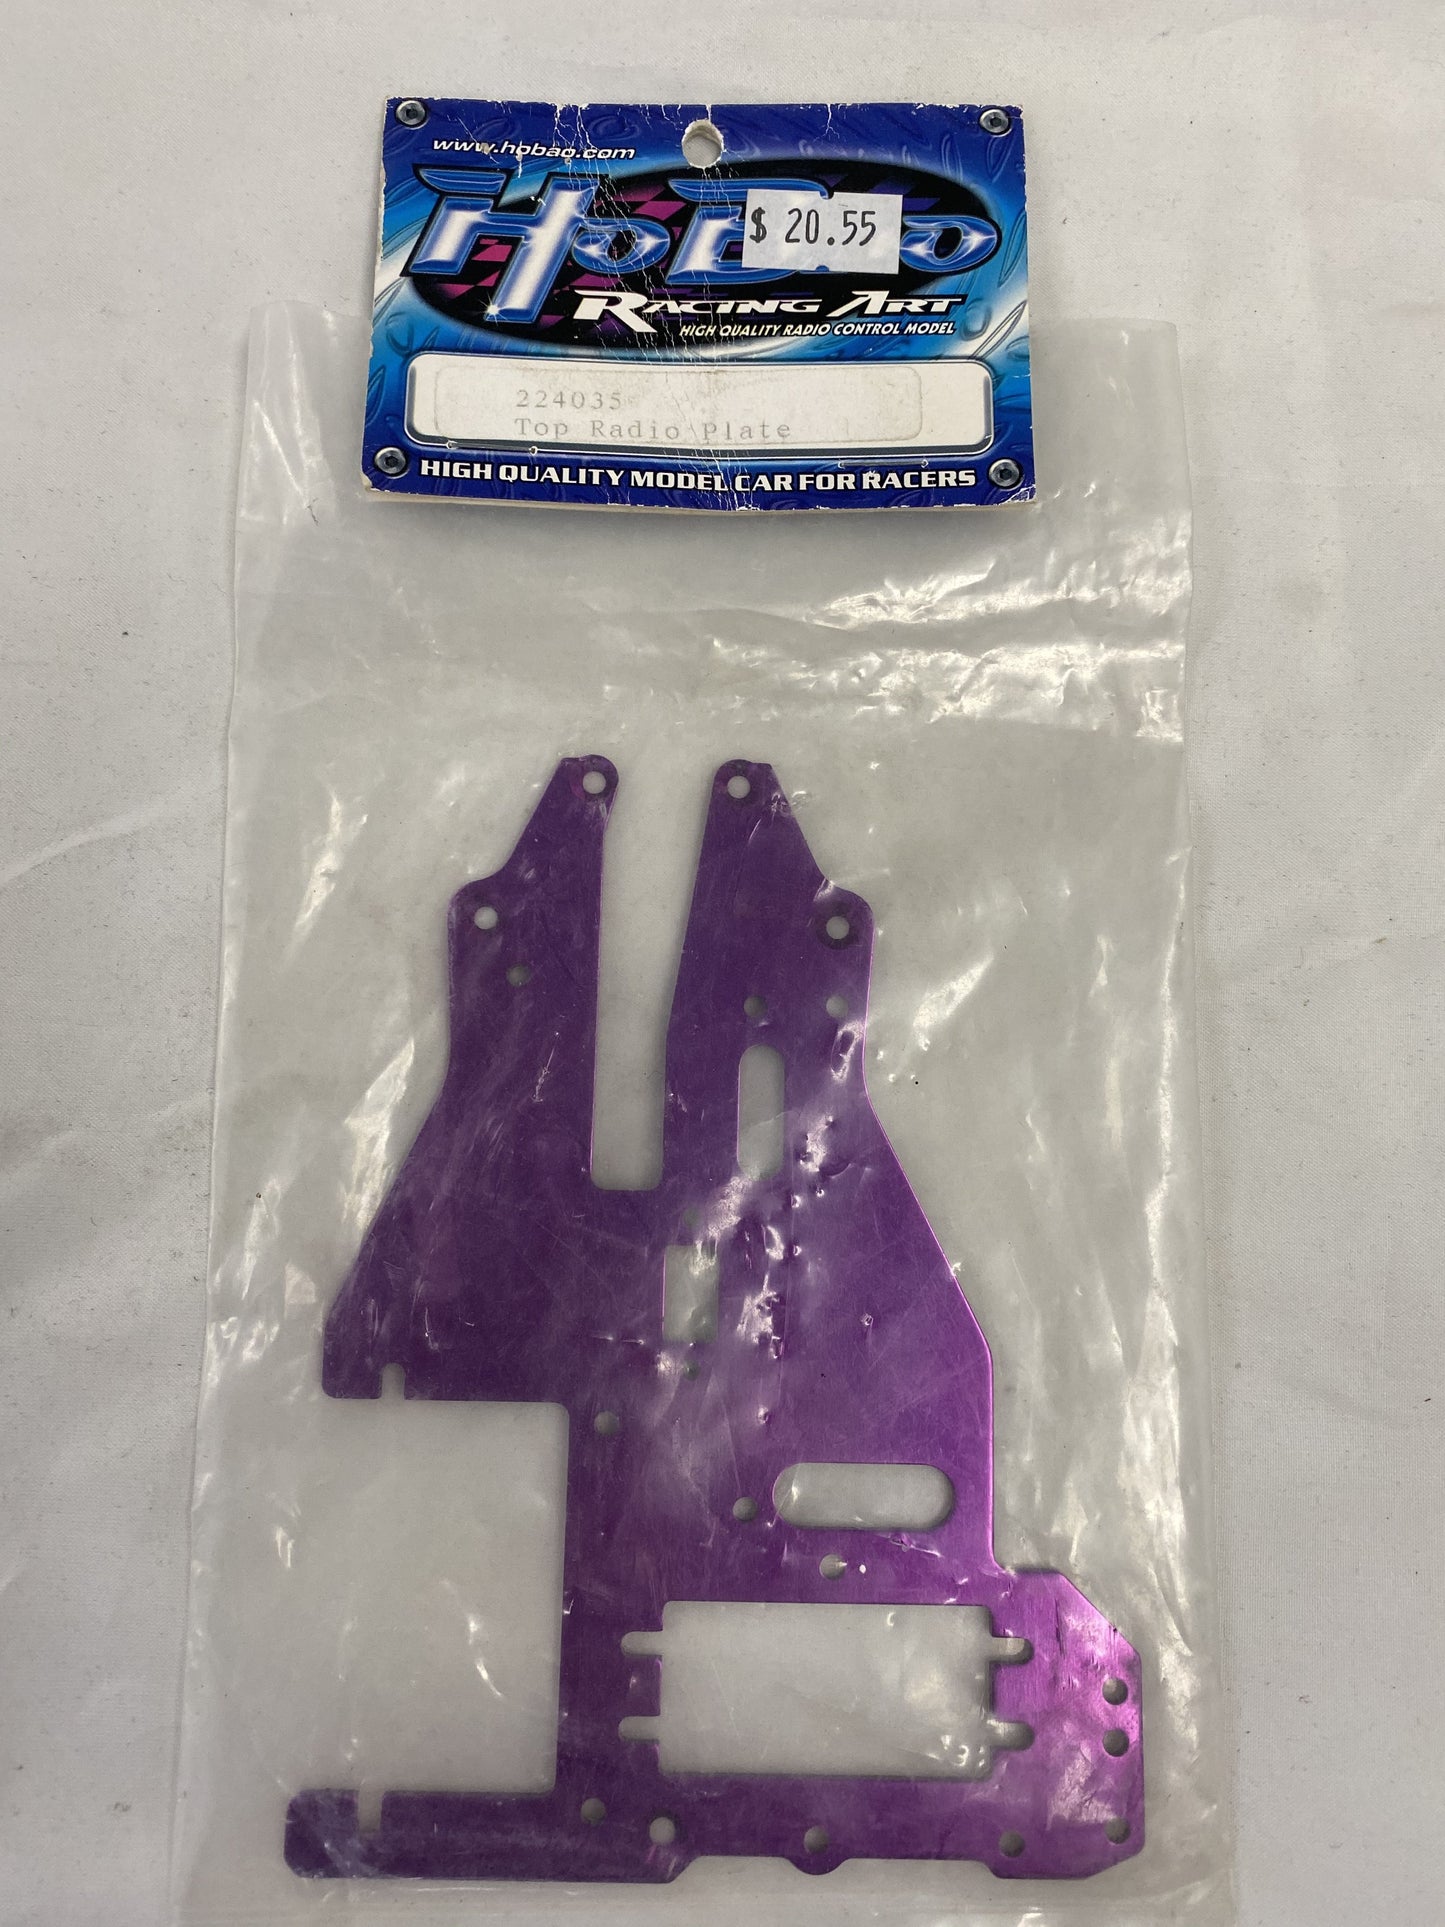 www.hobao.com
HoBao
$ 20.55
Racing Art
HIGH QUALITY RADIO CONTROL MODEL
224035
Top Radio Plate
HIGH QUALITY MODEL CAR FOR RACERS